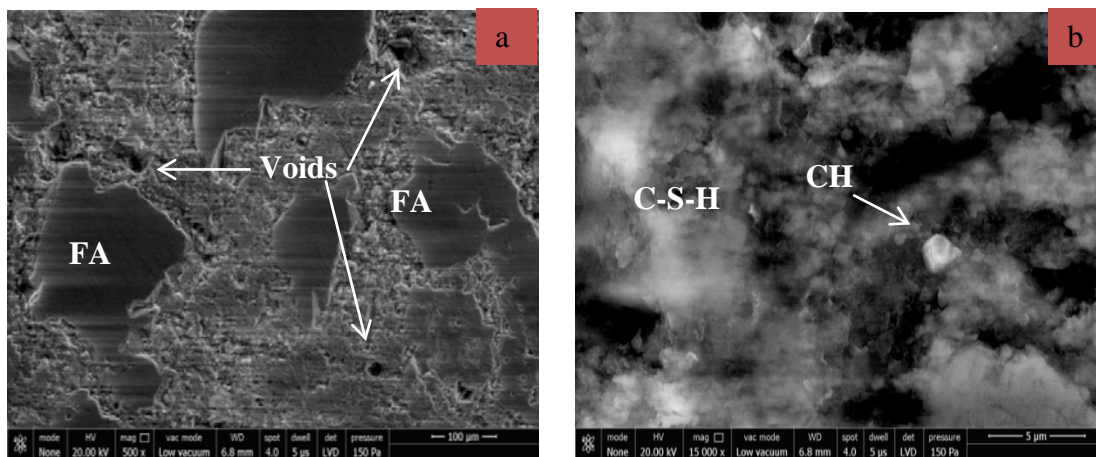 a
Voids
FA
FA
mode HV mag □ vac mode WD spot dwell det pressure
None 20.00 kV 500 x Low vacuum 6.8 mm 4.0 5 µs LVD 150 Pa
100 µm
b
CH
C-S-H
mode HV mag □ vac mode WD spot dwell det pressure
None 20.00 kV 15 000 x Low vacuum 6.8 mm 4.0 5 µs LVD 150 Pa
5 µm